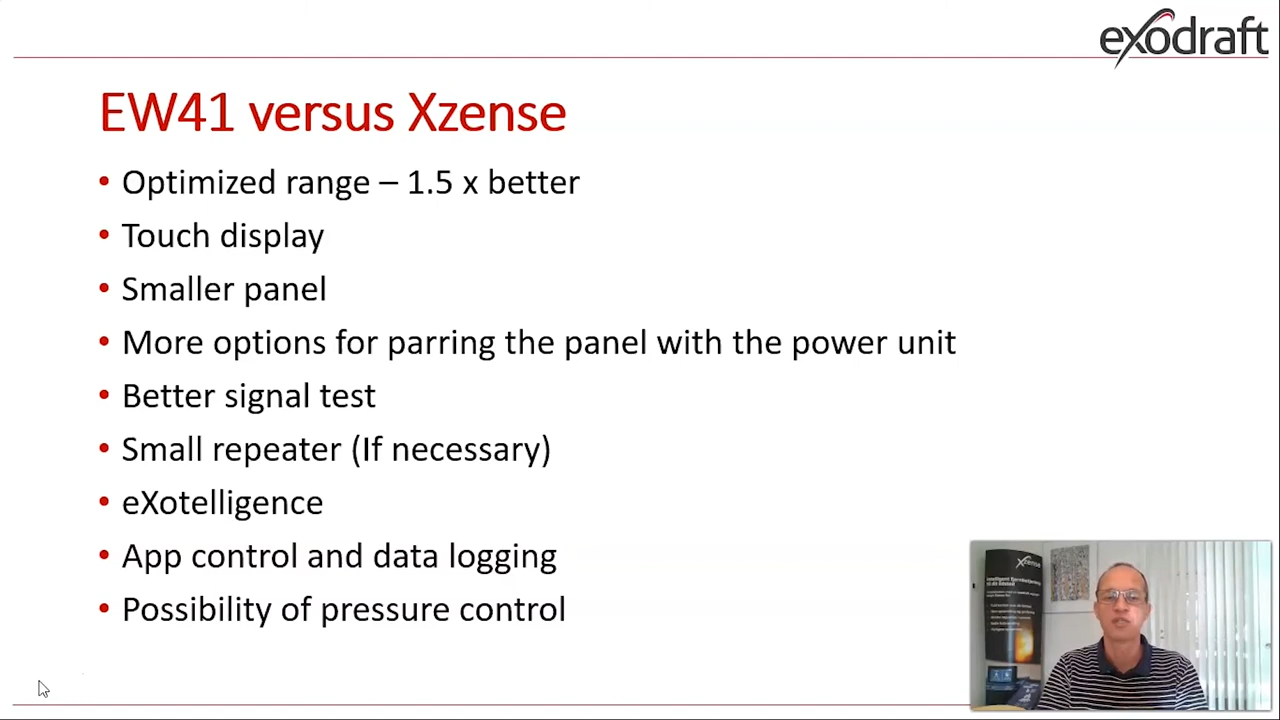 exodraft
EW41 versus Xzense
• Optimized range – 1.5 x better
• Touch display
• Smaller panel
• More options for parring the panel with the power unit
• Better signal test
• Small repeater (If necessary)
• eXotelligence
• App control and data logging
• Possibility of pressure control
Xzense